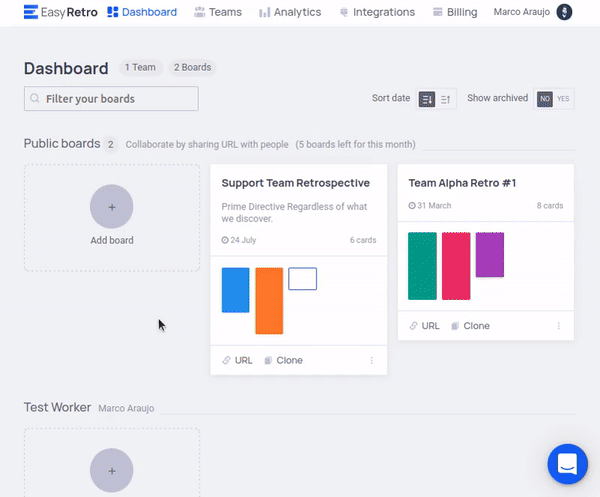 EasyRetro Dashboard Teams Analytics Integrations Billing Marco Araujo
Dashboard 1 Team 2 Boards
Filter your boards Sort date Show archived NO YES
Public boards 2 Collaborate by sharing URL with people (5 boards left for this month)
+
Add board
Support Team Retrospective
Prime Directive Regardless of what
we discover.
24 July 6 cards
URL Clone
Team Alpha Retro #1
31 March 8 cards
URL Clone
Test Worker Marco Araujo
+